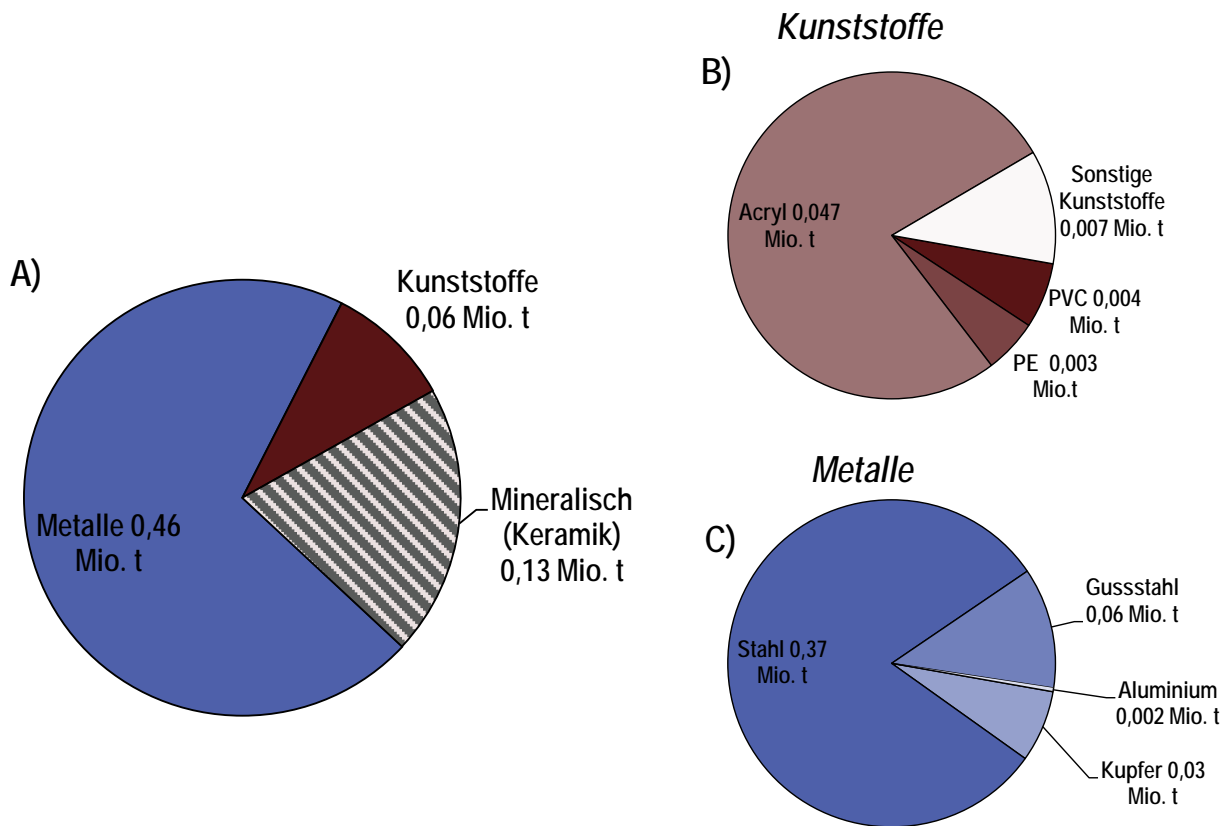 A)
Kunststoffe
0,06 Mio. t
Metalle 0,46
Mio. t
Mineralisch
(Keramik)
0,13 Mio. t
Kunststoffe
B)
Acryl 0,047
Mio. t
Sonstige
Kunststoffe
0,007 Mio. t
PVC 0,004
Mio. t
PE 0,003
Mio.t
Metalle
C)
Stahl 0,37
Mio. t
Gussstahl
0,06 Mio. t
Aluminium
0,002 Mio. t
Kupfer 0,03
Mio. t